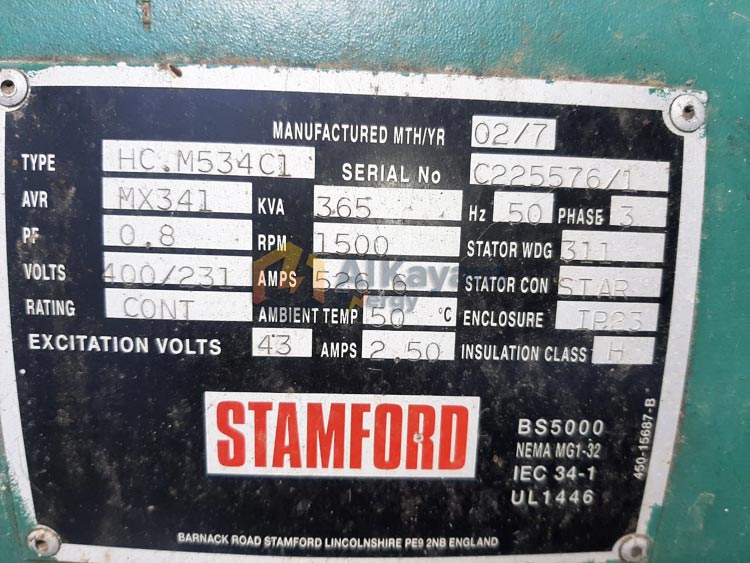 MANUFACTURED MTH/YR 02/7
TYPE HC.M534C1 SERIAL No C225576/1
AVR MX341 KVA 365 Hz 50 PHASE 3
PF 0.8 RPM 1500 STATOR WDG 311
VOLTS 400/231 AMPS 526.6 STATOR CON STAR
RATING CONT AMBIENT TEMP 50 °C ENCLOSURE IP23
EXCITATION VOLTS 43 AMPS 2.50 INSULATION CLASS H
AlKaya
ergy
STAMFORD
BS5000
NEMA MG1-32
IEC 34-1
UL1446
450-15687-B
BARNACK ROAD STAMFORD LINCOLNSHIRE PE9 2NB ENGLAND